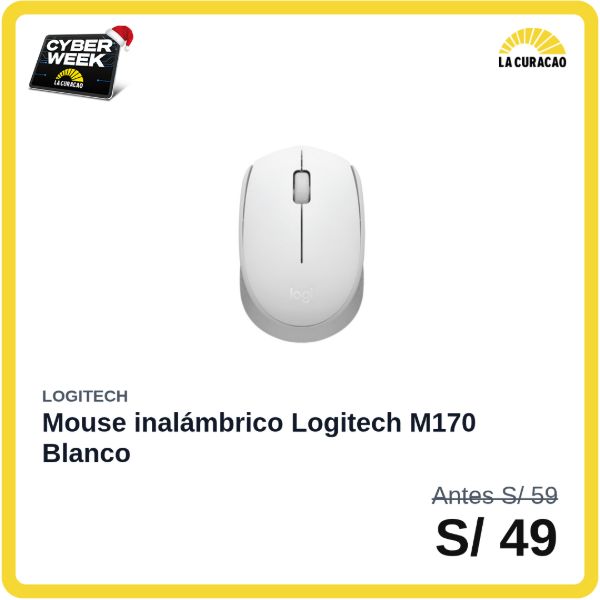 CYBER
WEEK
LA CURACAO
LA CURACAO
logi
LOGITECH
Mouse inalámbrico Logitech M170
Blanco
Antes S/ 59
S/ 49